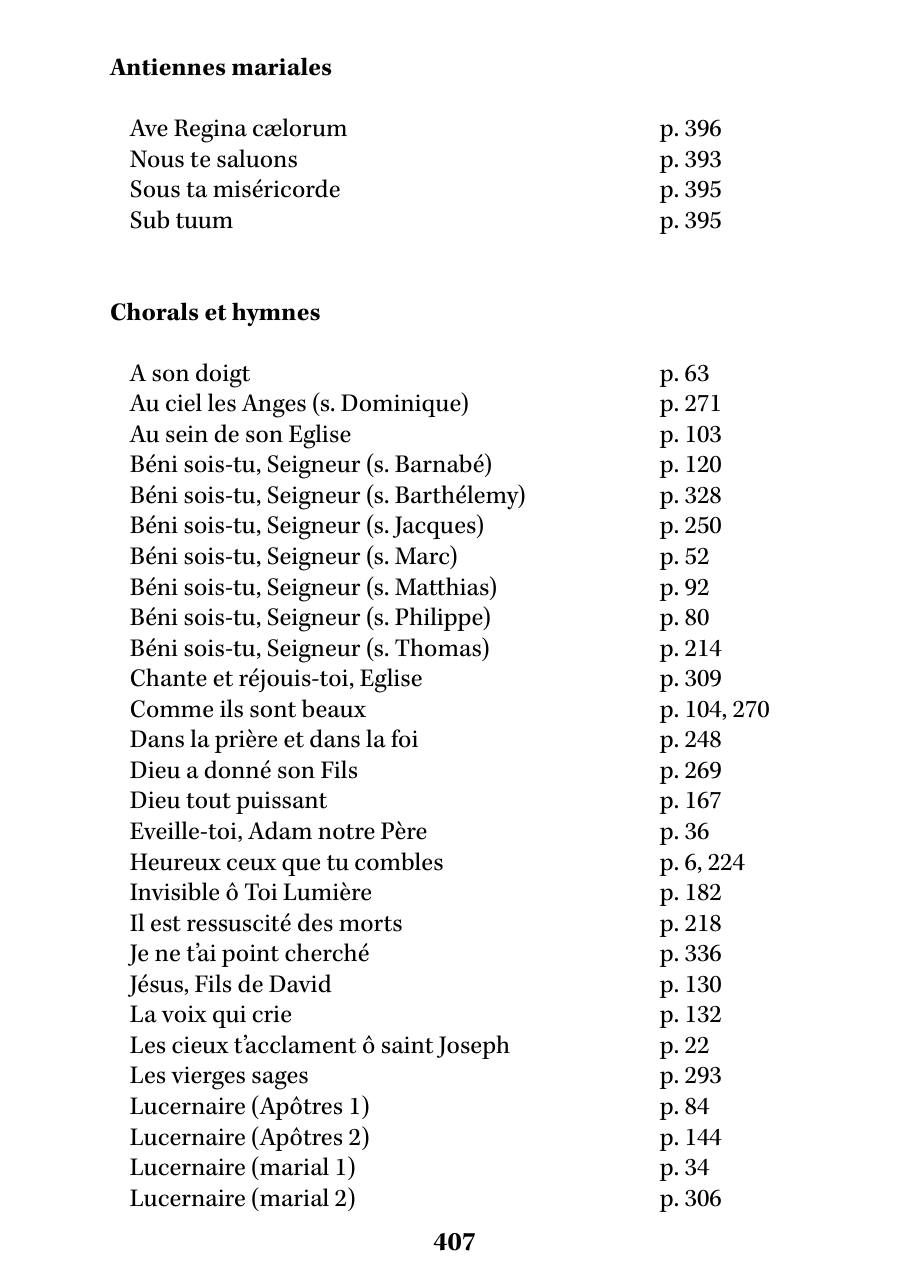 Antiennes mariales
Ave Regina cælorum p. 396
Nous te saluons p. 393
Sous ta miséricorde p. 395
Sub tuum p. 395
Chorals et hymnes
A son doigt p. 63
Au ciel les Anges (s. Dominique) p. 271
Au sein de son Eglise p. 103
Béni sois-tu, Seigneur (s. Barnabé) p. 120
Béni sois-tu, Seigneur (s. Barthélemy) p. 328
Béni sois-tu, Seigneur (s. Jacques) p. 250
Béni sois-tu, Seigneur (s. Marc) p. 52
Béni sois-tu, Seigneur (s. Matthias) p. 92
Béni sois-tu, Seigneur (s. Philippe) p. 80
Béni sois-tu, Seigneur (s. Thomas) p. 214
Chante et réjouis-toi, Eglise p. 309
Comme ils sont beaux p. 104, 270
Dans la prière et dans la foi p. 248
Dieu a donné son Fils p. 269
Dieu tout puissant p. 167
Eveille-toi, Adam notre Père p. 36
Heureux ceux que tu combles p. 6, 224
Invisible ô Toi Lumière p. 182
Il est ressuscité des morts p. 218
Je ne t’ai point cherché p. 336
Jésus, Fils de David p. 130
La voix qui crie p. 132
Les cieux t’acclament ô saint Joseph p. 22
Les vierges sages p. 293
Lucernaire (Apôtres 1) p. 84
Lucernaire (Apôtres 2) p. 144
Lucernaire (marial 1) p. 34
Lucernaire (marial 2) p. 306
407